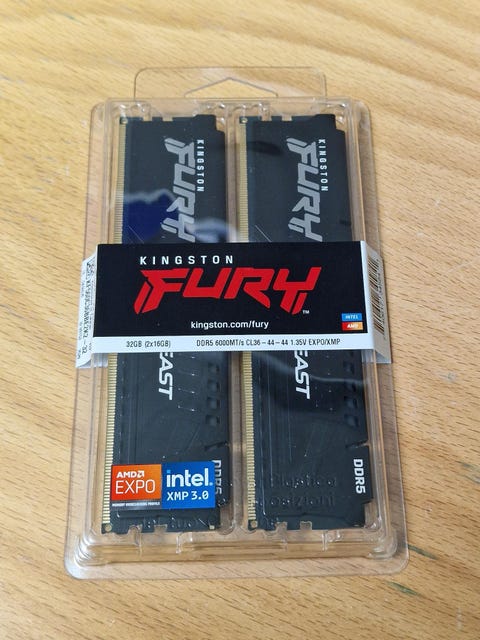 KINGSTON
FURY
KINGSTON
FURY
KINGSTON
FURY™
kingston.com/fury
INTEL
AMD
32GB (2x16GB) DDR5 6000MT/s CL36-44-44 1.35V EXPO/XMP
EAST
EAST
AMD
EXPO
intel.
XMP 3.0
DDR5
DDR5